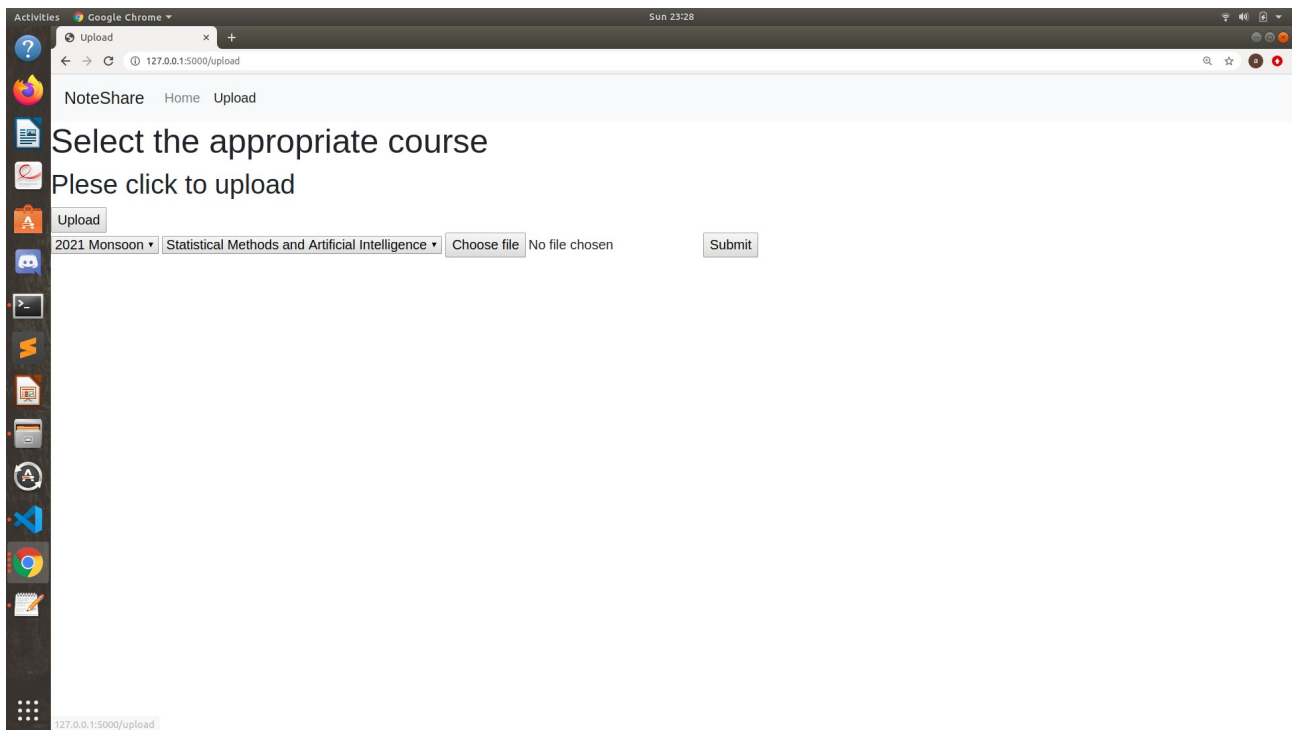 Activities Google Chrome Sun 23:28
Upload × +
127.0.0.1:5000/upload a
NoteShare Home Upload
Select the appropriate course
Plese click to upload
Upload
2021 Monsoon Statistical Methods and Artificial Intelligence Choose file No file chosen Submit
127.0.0.1:5000/upload